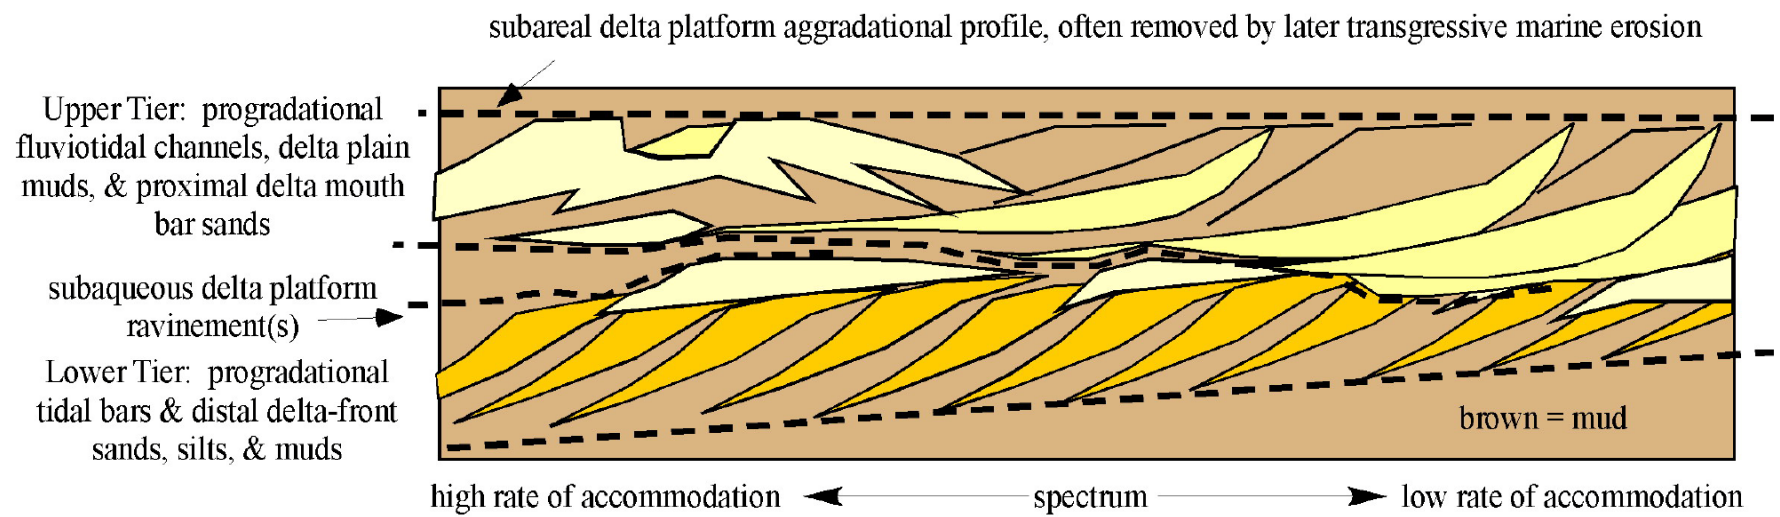 subareal delta platform aggradational profile, often removed by later transgressive marine erosion
Upper Tier: progradational
fluviotidal channels, delta plain
muds, & proximal delta mouth
bar sands
subaqueous delta platform
ravinement(s)
Lower Tier: progradational
tidal bars & distal delta-front
sands, silts, & muds
brown = mud
high rate of accommodation
spectrum
low rate of accommodation